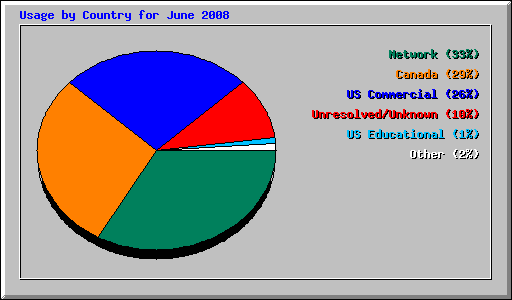 Usage by Country for June 2008
Network (33%)
Canada (29%)
US Commercial (26%)
Unresolved/Unknown (10%)
US Educational (1%)
Other (2%)